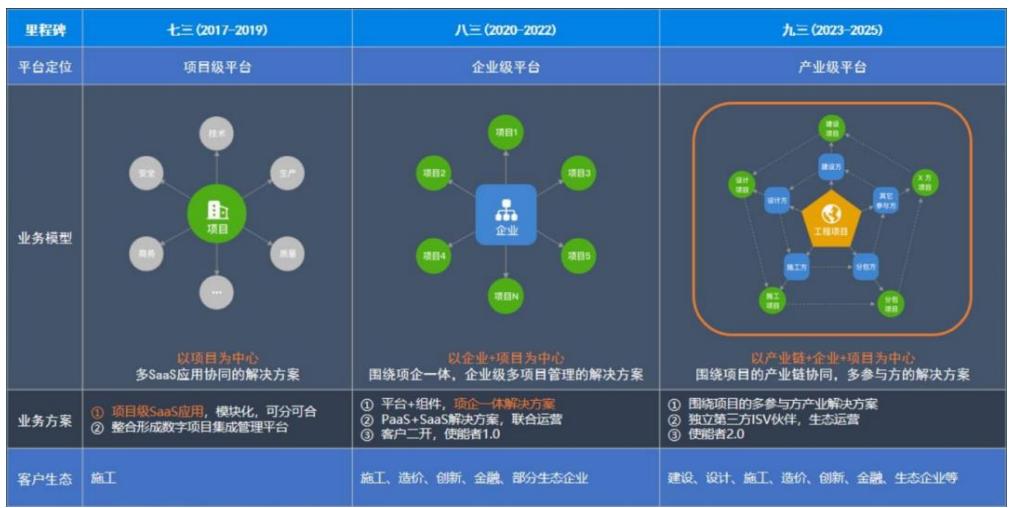 里程碑
七三(2017-2019)
八三(2020-2022)
九三(2023-2025)
平台定位
项目级平台
企业级平台
产业级平台
业务模型
技术
安全
生产
项目
商务
质量
...
以项目为中心
多SaaS应用协同的解决方案
项目1
项目2
项目3
企业
项目4
项目5
项目N
以企业+项目为中心
围绕项企一体，企业级多项目管理的解决方案
建设
项目
建设方
设计
项目
X 方
项目
设计方
其它
参与方
工程项目
施工方
分包方
施工
项目
分包
项目
以产业链+企业+项目为中心
围绕项目的产业链协同，多参与方的解决方案
业务方案
① 项目级SaaS应用，模块化，可分可合
② 整合形成数字项目集成管理平台
① 平台+组件，项企一体解决方案
② PaaS+SaaS解决方案，联合运营
③ 客户二开，使能者1.0
① 围绕项目的多参与方产业解决方案
② 独立第三方ISV伙伴，生态运营
③ 使能者2.0
客户生态
施工
施工、造价、创新、金融、部分生态企业
建设、设计、施工、造价、创新、金融、生态企业等